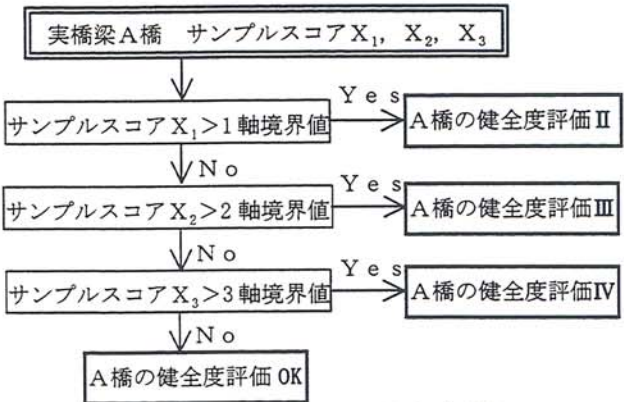 実橋梁A橋 サンプルスコアX₁, X₂, X₃
サンプルスコアX₁>1軸境界値
Yes
A橋の健全度評価Ⅱ
No
サンプルスコアX₂>2軸境界値
Yes
A橋の健全度評価Ⅲ
No
サンプルスコアX₃>3軸境界値
Yes
A橋の健全度評価Ⅳ
No
A橋の健全度評価 OK